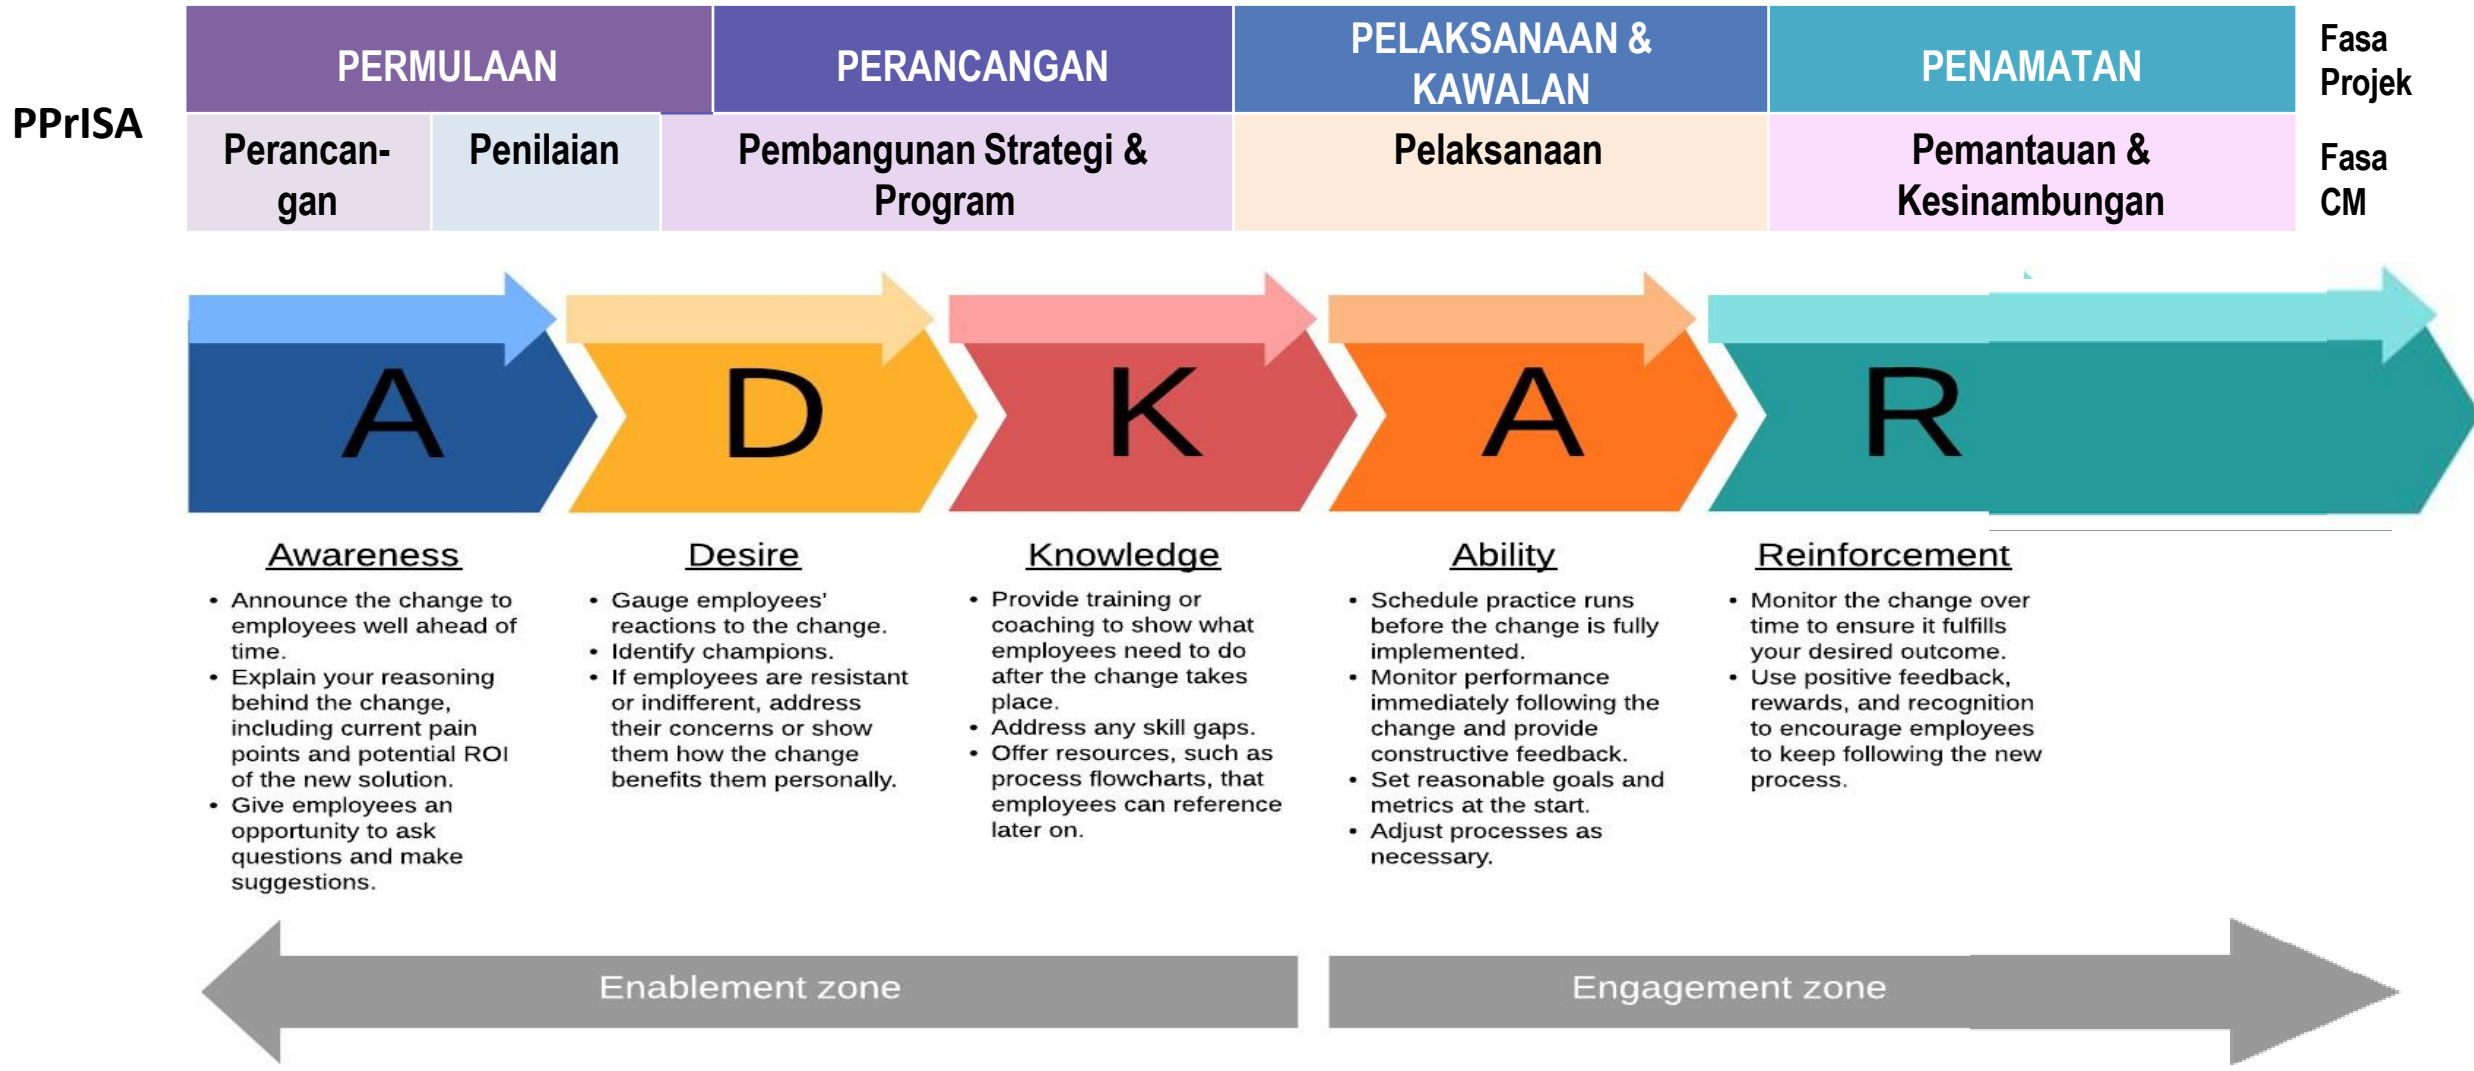 PPrISA
PERMULAAN
PERANCANGAN
PELAKSANAAN &
KAWALAN
PENAMATAN
Fasa
Projek
Perancan-
gan
Penilaian
Pembangunan Strategi &
Program
Pelaksanaan
Pemantauan &
Kesinambungan
Fasa
CM
A
D
K
A
R
Awareness
• Announce the change to
employees well ahead of
time.
• Explain your reasoning
behind the change,
including current pain
points and potential ROI
of the new solution.
• Give employees an
opportunity to ask
questions and make
suggestions.
Desire
• Gauge employees'
reactions to the change.
• Identify champions.
• If employees are resistant
or indifferent, address
their concerns or show
them how the change
benefits them personally.
Knowledge
• Provide training or
coaching to show what
employees need to do
after the change takes
place.
• Address any skill gaps.
• Offer resources, such as
process flowcharts, that
employees can reference
later on.
Ability
• Schedule practice runs
before the change is fully
implemented.
• Monitor performance
immediately following the
change and provide
constructive feedback.
• Set reasonable goals and
metrics at the start.
• Adjust processes as
necessary.
Reinforcement
• Monitor the change over
time to ensure it fulfills
your desired outcome.
• Use positive feedback,
rewards, and recognition
to encourage employees
to keep following the new
process.
Enablement zone
Engagement zone